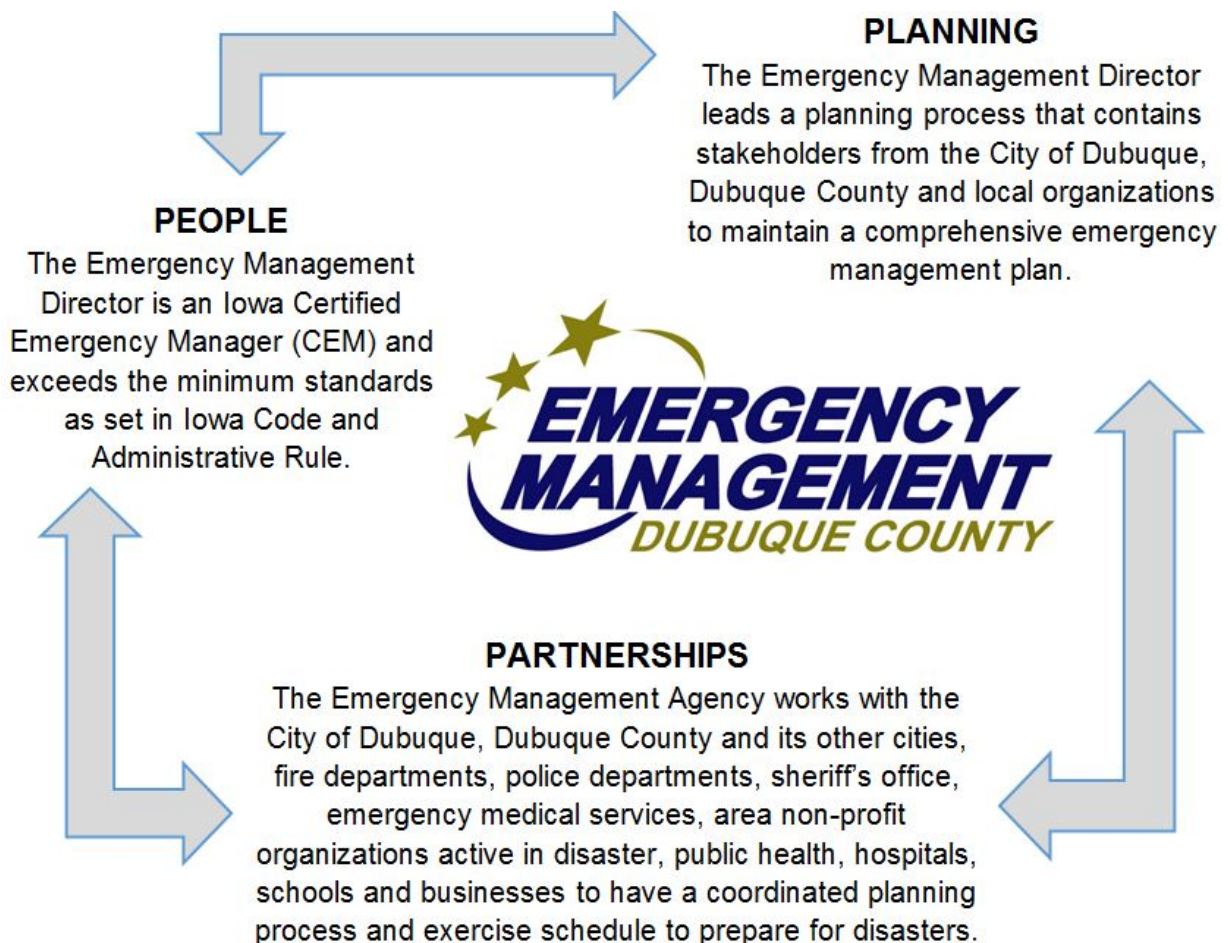 PLANNING
The Emergency Management Director
leads a planning process that contains
stakeholders from the City of Dubuque,
Dubuque County and local organizations
to maintain a comprehensive emergency
management plan.
PEOPLE
The Emergency Management
Director is an Iowa Certified
Emergency Manager (CEM) and
exceeds the minimum standards
as set in Iowa Code and
Administrative Rule.
EMERGENCY
MANAGEMENT
DUBUQUE COUNTY
PARTNERSHIPS
The Emergency Management Agency works with the
City of Dubuque, Dubuque County and its other cities,
fire departments, police departments, sheriff's office,
emergency medical services, area non-profit
organizations active in disaster, public health, hospitals,
schools and businesses to have a coordinated planning
process and exercise schedule to prepare for disasters.